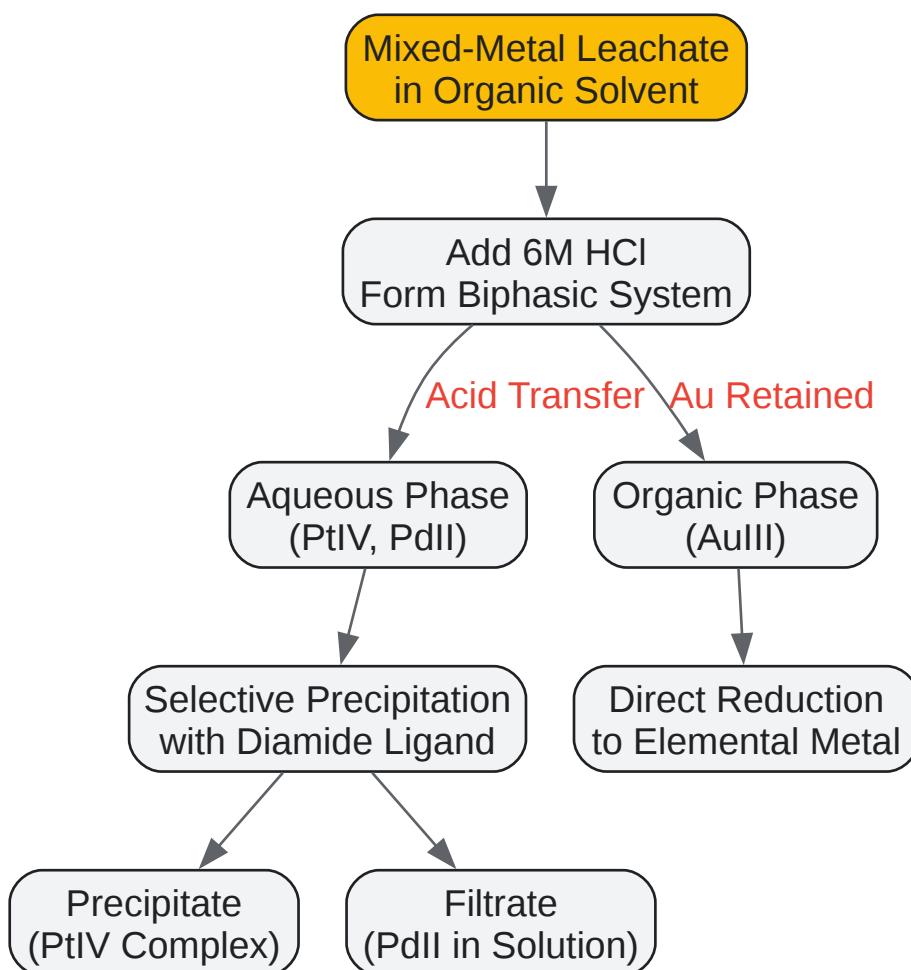 Mixed-Metal Leachate
in Organic Solvent
Add 6M HCl
Form Biphasic System
Acid Transfer
Au Retained
Aqueous Phase
(PtIV, PdII)
Organic Phase
(AuIII)
Selective Precipitation
with Diamide Ligand
Direct Reduction
to Elemental Metal
Precipitate
(PtIV Complex)
Filtrate
(PdII in Solution)